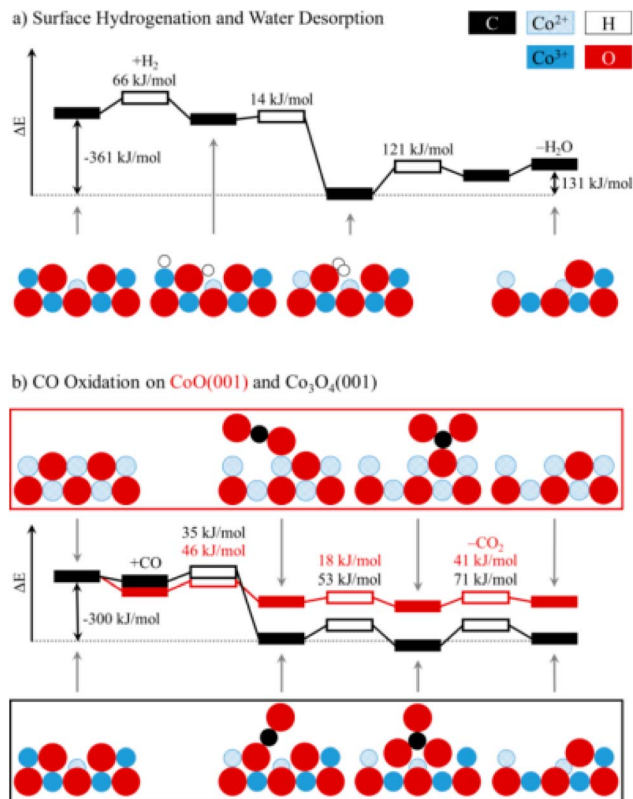 a) Surface Hydrogenation and Water Desorption
C Co²⁺ H
Co³⁺ O
+H₂
66 kJ/mol
14 kJ/mol
121 kJ/mol
–H₂O
ΔE
-361 kJ/mol
131 kJ/mol
b) CO Oxidation on CoO(001) and Co₃O₄(001)
35 kJ/mol
46 kJ/mol
+CO
18 kJ/mol
53 kJ/mol
–CO₂
41 kJ/mol
71 kJ/mol
ΔE
-300 kJ/mol